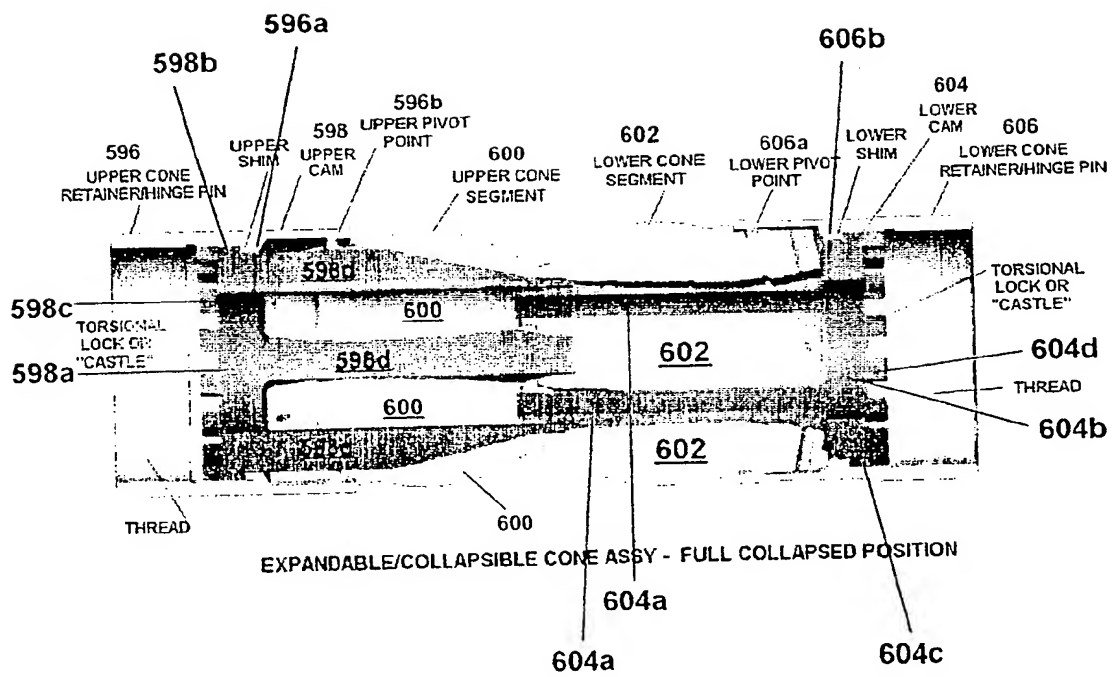 596a
598b
606b
596b
UPPER PIVOT
POINT
604
LOWER
CAM
598
UPPER
CAM
602
LOWER CONE
SEGMENT
606a
LOWER PIVOT
POINT
596
UPPER CONE
RETAINER/HINGE PIN
UPPER
SHIM
600
UPPER CONE
SEGMENT
LOWER
SHIM
606
LOWER CONE
RETAINER/HINGE PIN
598d
598c
600
TORSIONAL
LOCK OR
"CASTLE"
TORSIONAL
LOCK OR
"CASTLE"
598a
598d
602
604d
THREAD
600
604b
598d
602
THREAD
600
EXPANDABLE/COLLAPSIBLE CONE ASSY - FULL COLLAPSED POSITION
604a
604a
604c